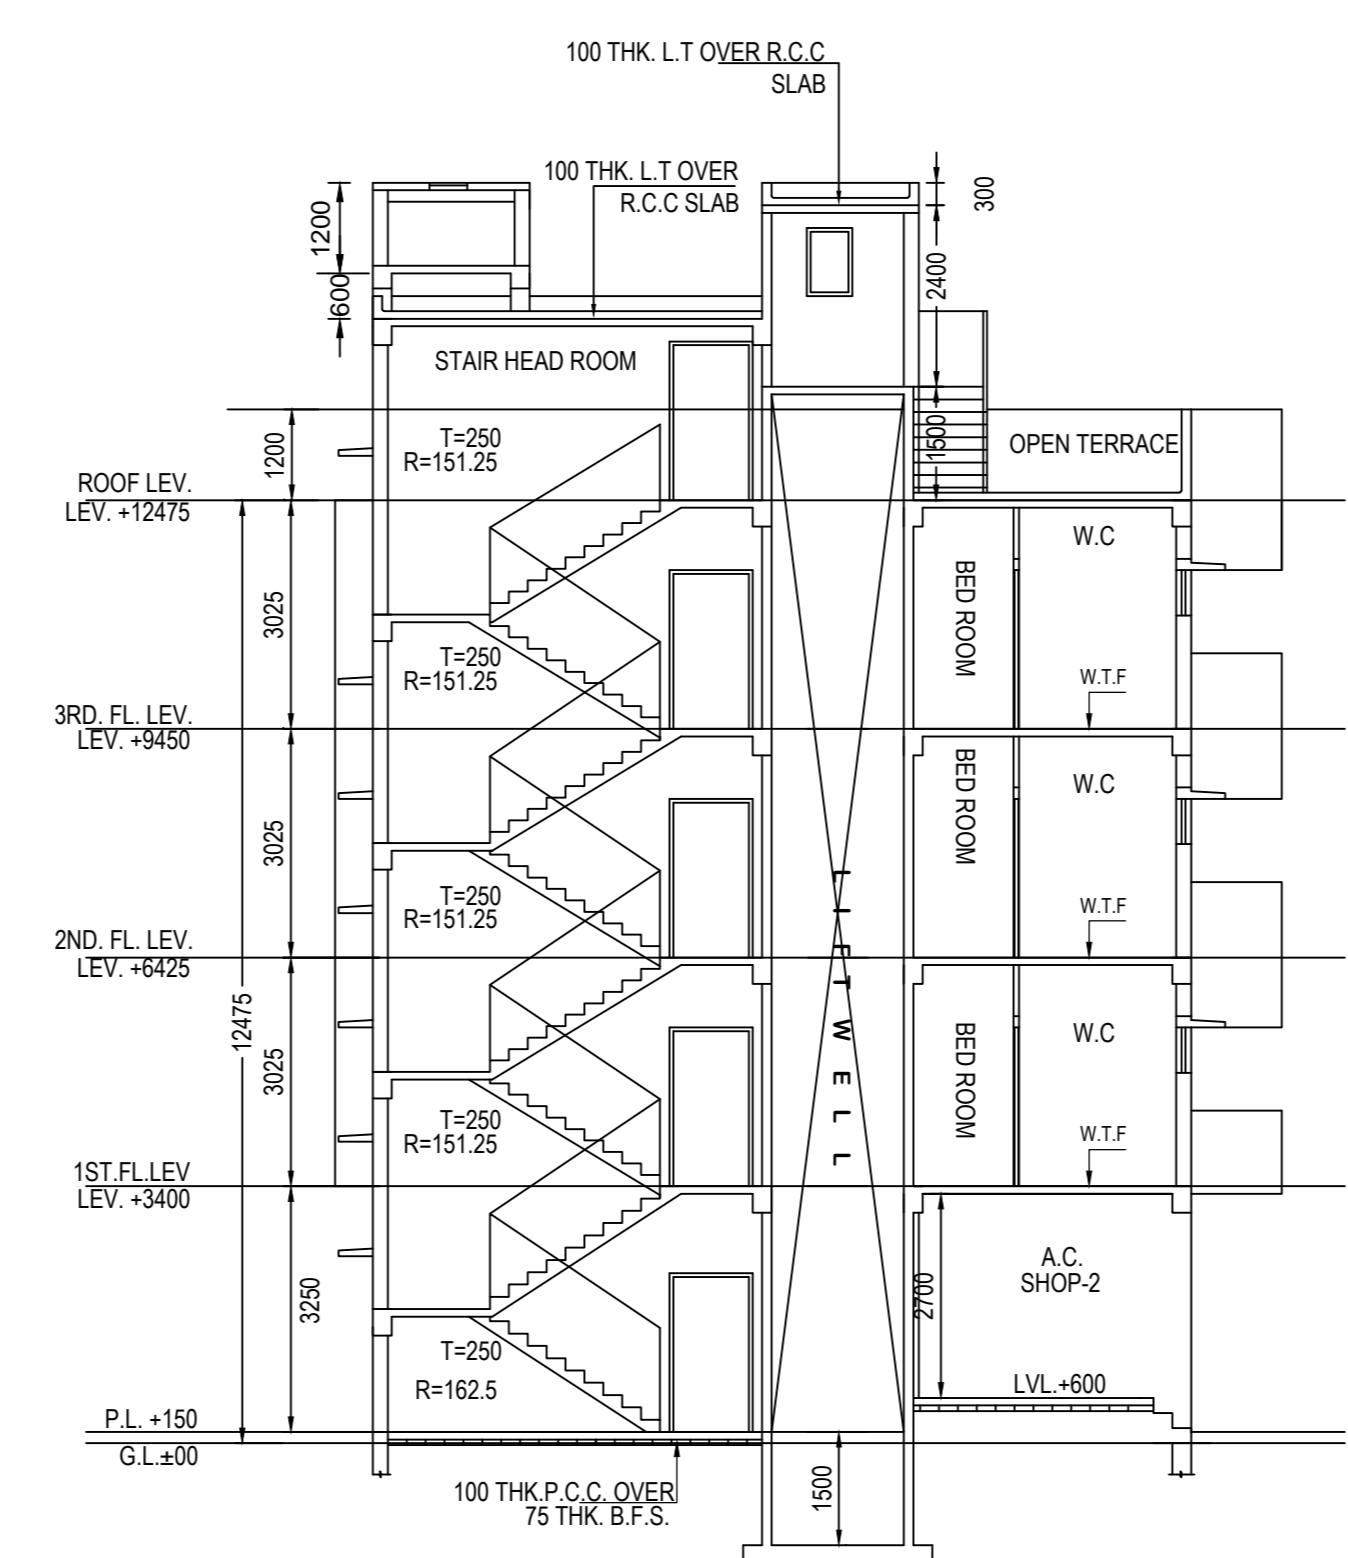 100 THK. L.T OVER R.C.C
SLAB
100 THK. L.T OVER
R.C.C SLAB
300
1200
2400
600
STAIR HEAD ROOM
1500
OPEN TERRACE
1200
T=250
R=151.25
ROOF LEV.
LEV. +12475
W.C
BED ROOM
3025
T=250
R=151.25
W.T.F
3RD. FL. LEV.
LEV. +9450
BED ROOM
W.C
3025
T=250
R=151.25
W.T.F
2ND. FL. LEV.
LEV. +6425
LIFT WELL
12475
BED ROOM
W.C
3025
T=250
R=151.25
W.T.F
1ST.FL.LEV
LEV. +3400
A.C.
SHOP-2
2700
3250
T=250
R=162.5
LVL.+600
P.L. +150
G.L.±00
100 THK.P.C.C. OVER
75 THK. B.F.S.
1500